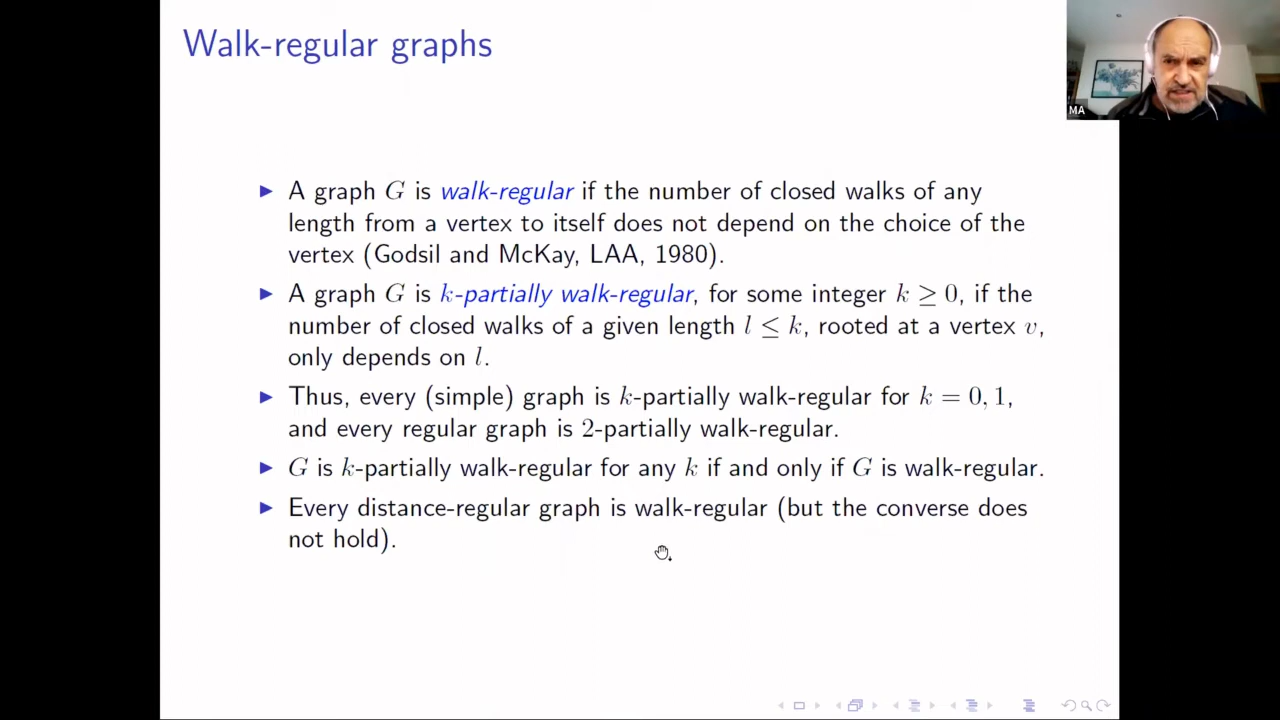 Walk-regular graphs
MA
▶ A graph G is walk-regular if the number of closed walks of any
length from a vertex to itself does not depend on the choice of the
vertex (Godsil and McKay, LAA, 1980).
▶ A graph G is k-partially walk-regular, for some integer k ≥ 0, if the
number of closed walks of a given length l ≤ k, rooted at a vertex v,
only depends on l.
▶ Thus, every (simple) graph is k-partially walk-regular for k = 0, 1,
and every regular graph is 2-partially walk-regular.
▶ G is k-partially walk-regular for any k if and only if G is walk-regular.
▶ Every distance-regular graph is walk-regular (but the converse does
not hold).